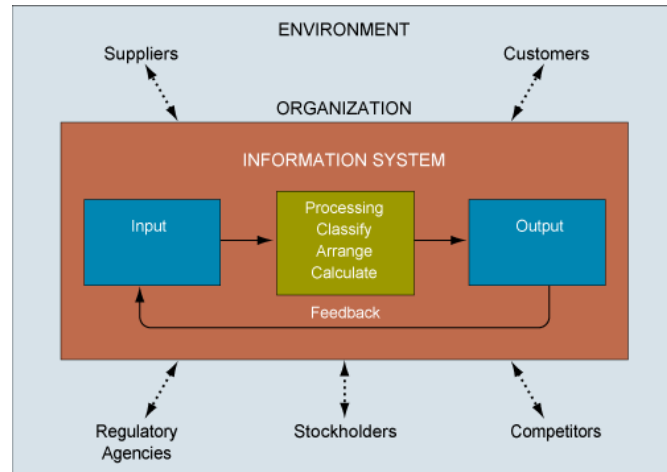 ENVIRONMENT
Suppliers
Customers
ORGANIZATION
INFORMATION SYSTEM
Input
Processing
Classify
Arrange
Calculate
Output
Feedback
Regulatory
Agencies
Stockholders
Competitors